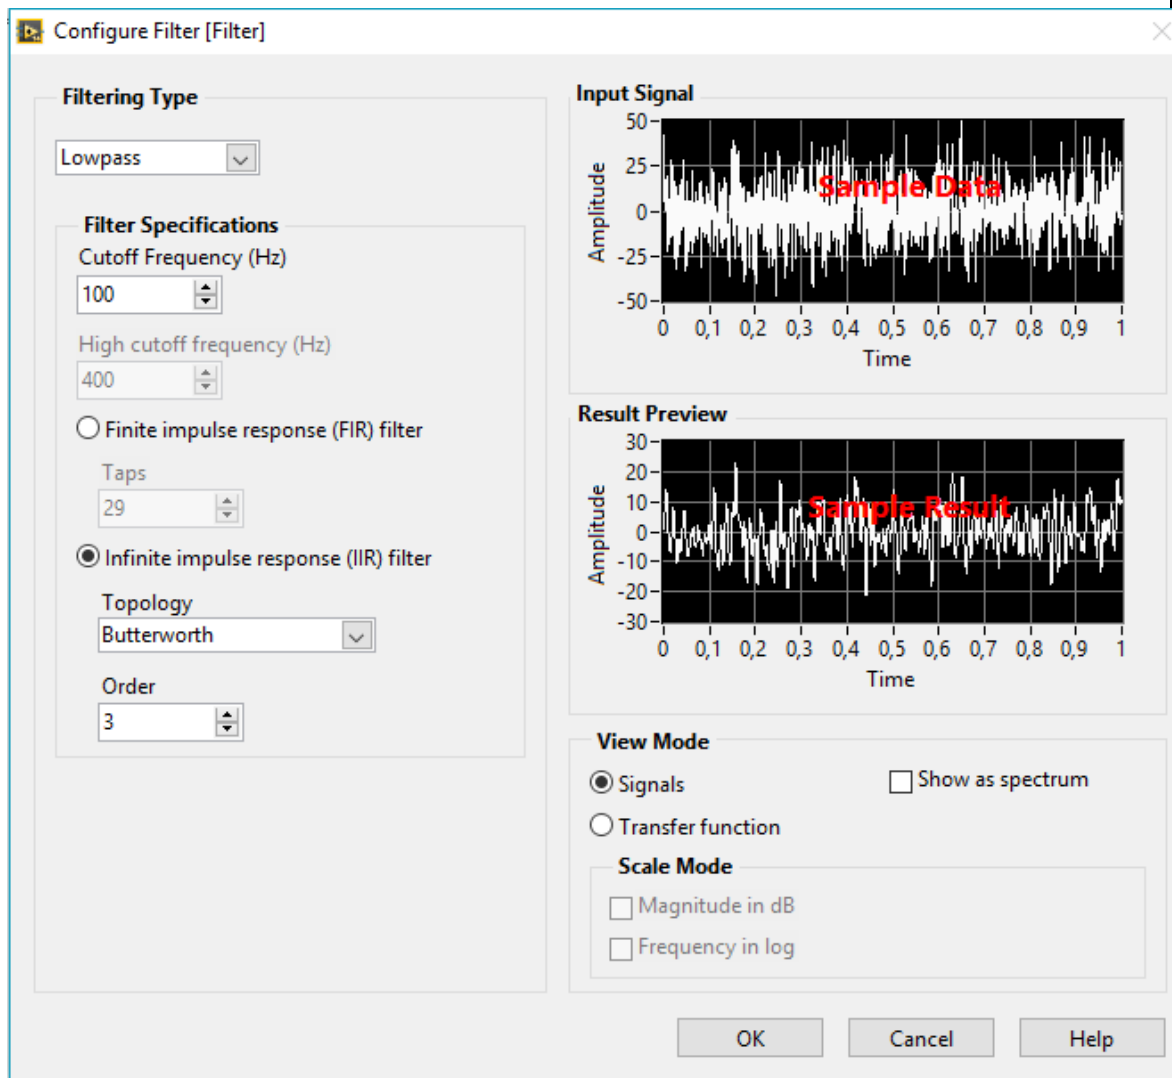 Configure Filter [Filter]
Filtering Type
Lowpass
Filter Specifications
Cutoff Frequency (Hz)
100
High cutoff frequency (Hz)
400
Finite impulse response (FIR) filter
Taps
29
Infinite impulse response (IIR) filter
Topology
Butterworth
Order
3
Input Signal
Amplitude
50
25
0
-25
-50
Sample Data
0 0,1 0,2 0,3 0,4 0,5 0,6 0,7 0,8 0,9 1
Time
Result Preview
Amplitude
30
20
10
0
-10
-20
-30
Sample Result
0 0,1 0,2 0,3 0,4 0,5 0,6 0,7 0,8 0,9 1
Time
View Mode
Signals
Show as spectrum
Transfer function
Scale Mode
Magnitude in dB
Frequency in log
OK Cancel Help